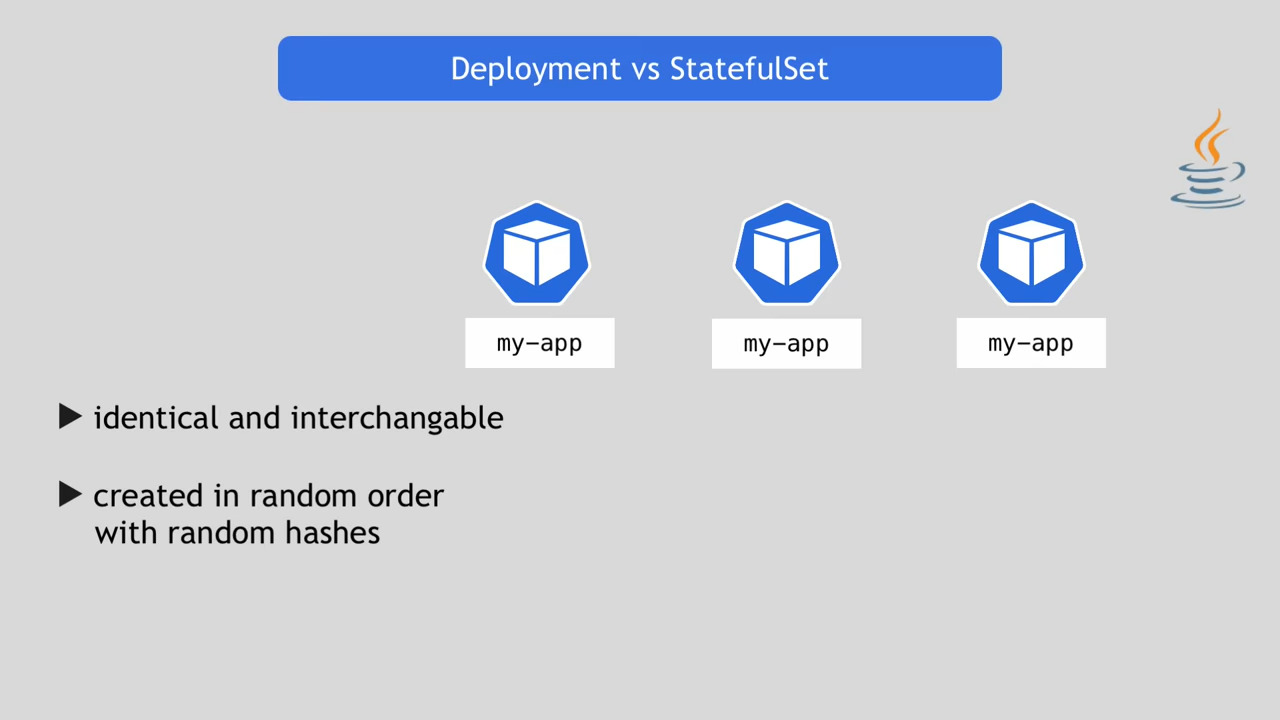 Deployment vs StatefulSet
my-app
my-app
my-app
identical and interchangable
created in random order
with random hashes